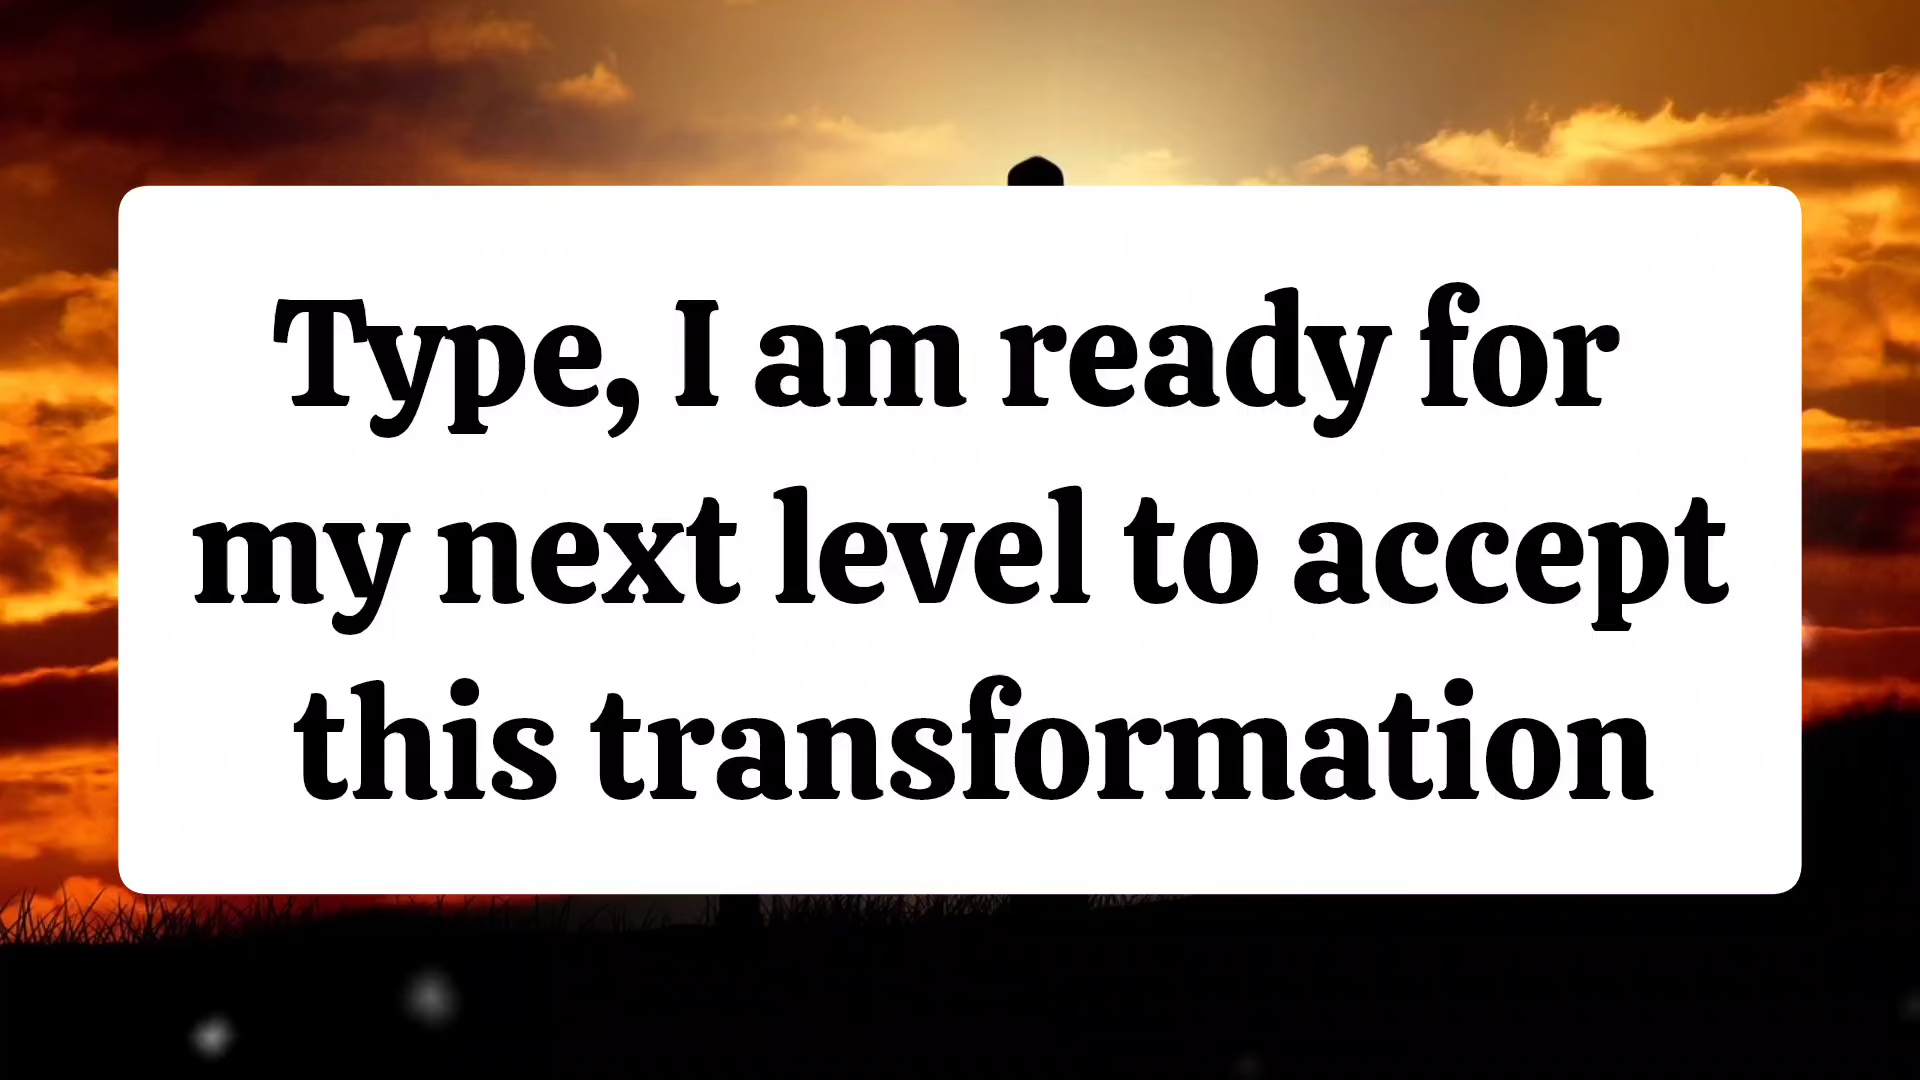 Type, I am ready for
my next level to accept
this transformation